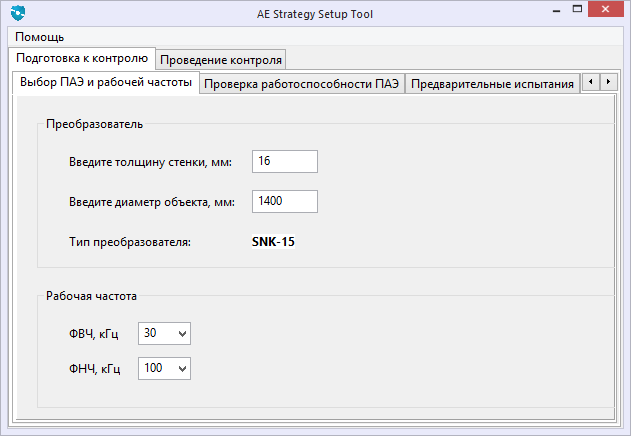 AE Strategy Setup Tool
Помощь
Подготовка к контролю Проведение контроля
Выбор ПАЭ и рабочей частоты Проверка работоспособности ПАЭ Предварительные испытания
Преобразователь
Введите толщину стенки, мм: 16
Введите диаметр объекта, мм: 1400
Тип преобразователя: SNK-15
Рабочая частота
ФВЧ, кГц 30
ФНЧ, кГц 100